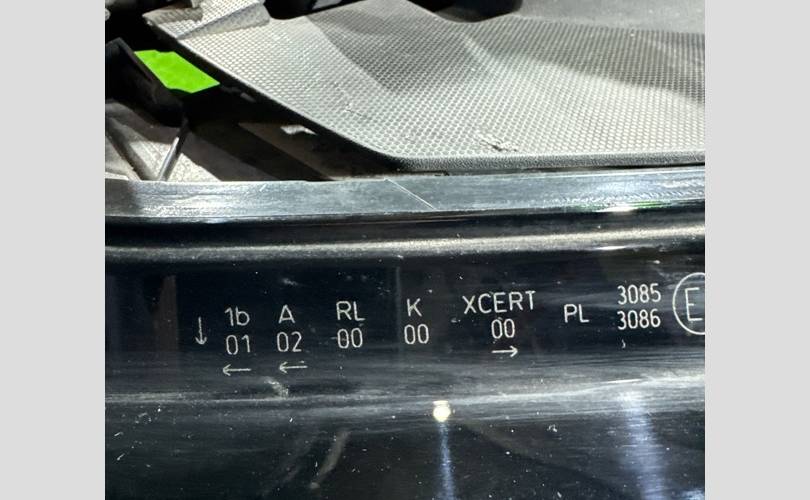 ↓ 1b A RL K XCERT PL 3085 E
01 02 00 00 00 3086
← ← →